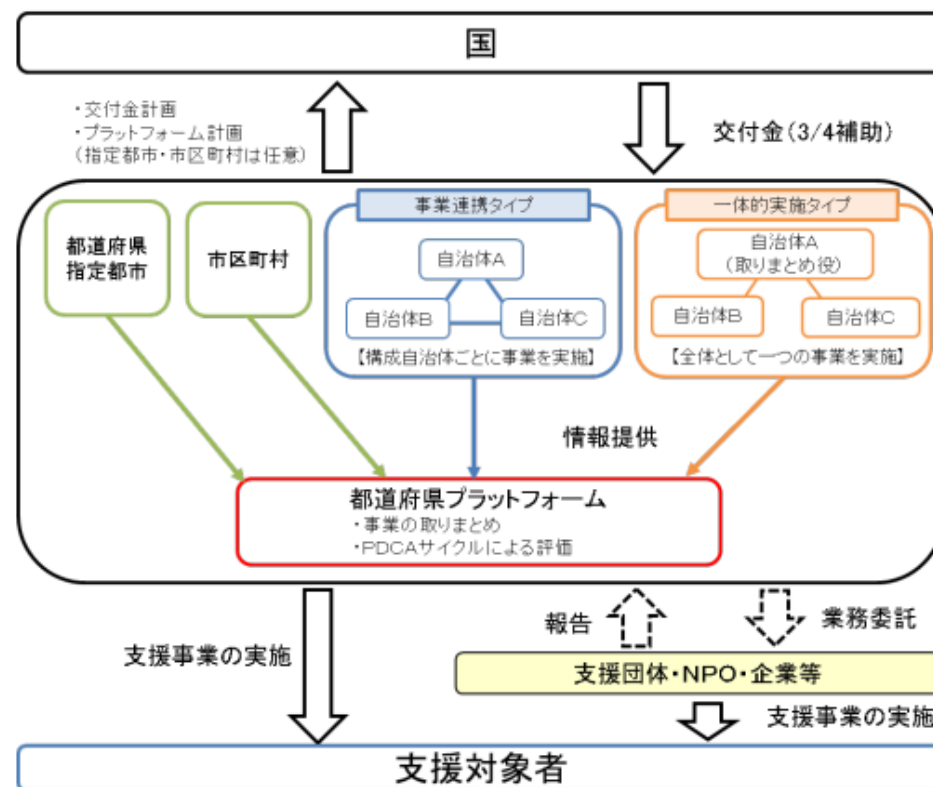 国
・交付金計画
・プラットフォーム計画
(指定都市・市区町村は任意)
交付金(3/4補助)
都道府県
指定都市
市区町村
事業連携タイプ
自治体A
自治体B
自治体C
【構成自治体ごとに事業を実施】
一体的実施タイプ
自治体A
(取りまとめ役)
自治体B
自治体C
【全体として一つの事業を実施】
情報提供
都道府県プラットフォーム
・事業の取りまとめ
・PDCAサイクルによる評価
支援事業の実施
報告
業務委託
支援団体・NPO・企業等
支援事業の実施
支援対象者